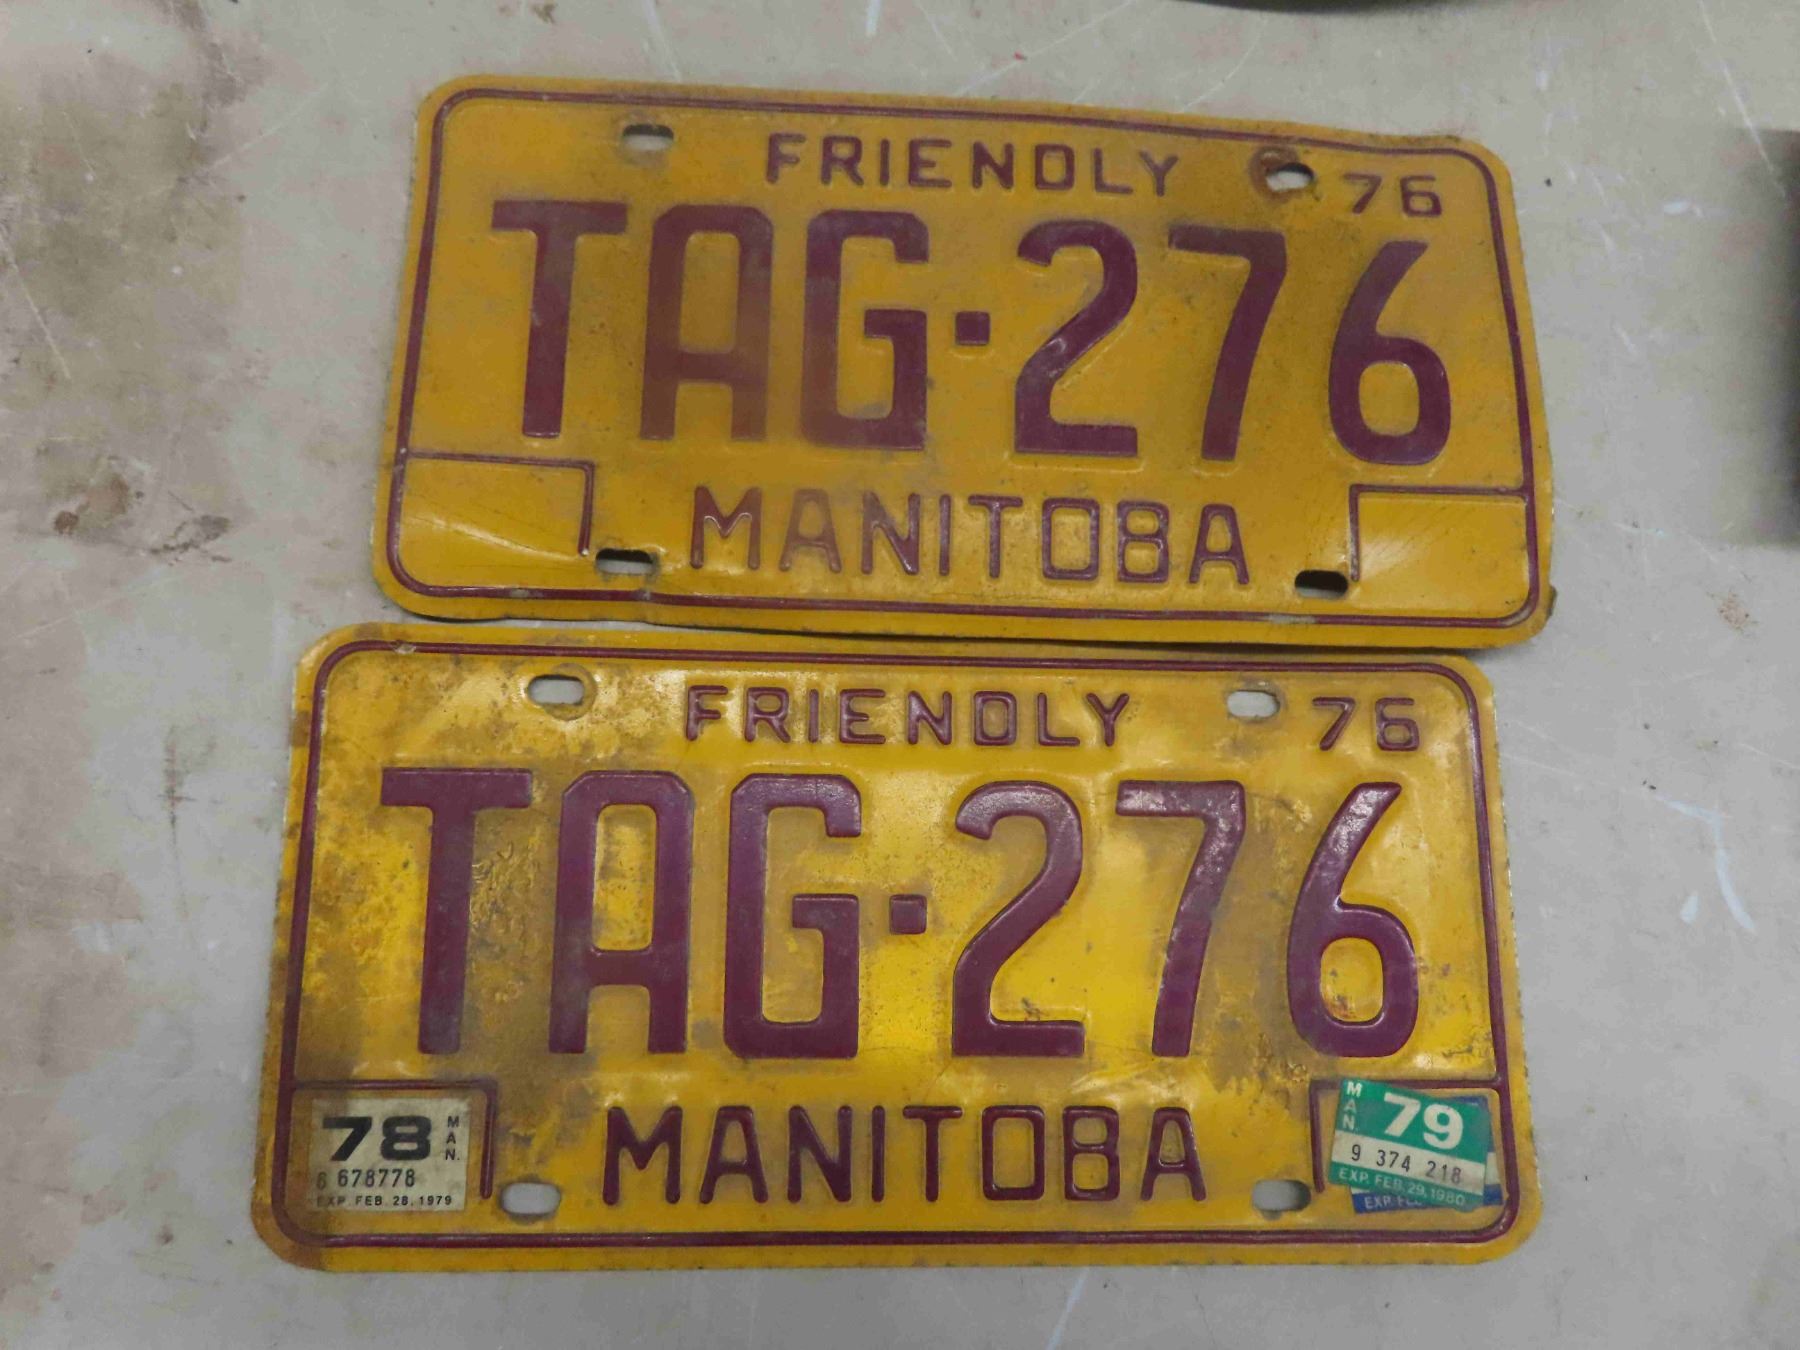 FRIENDLY 76
TAG·276
MANITOBA
FRIENDLY 76
TAG·276
MANITOBA
78 MAN.
6 678778
EXP. FEB. 28, 1979
MAN. 79
9 374 218
EXP. FEB. 29, 1980
EXP.